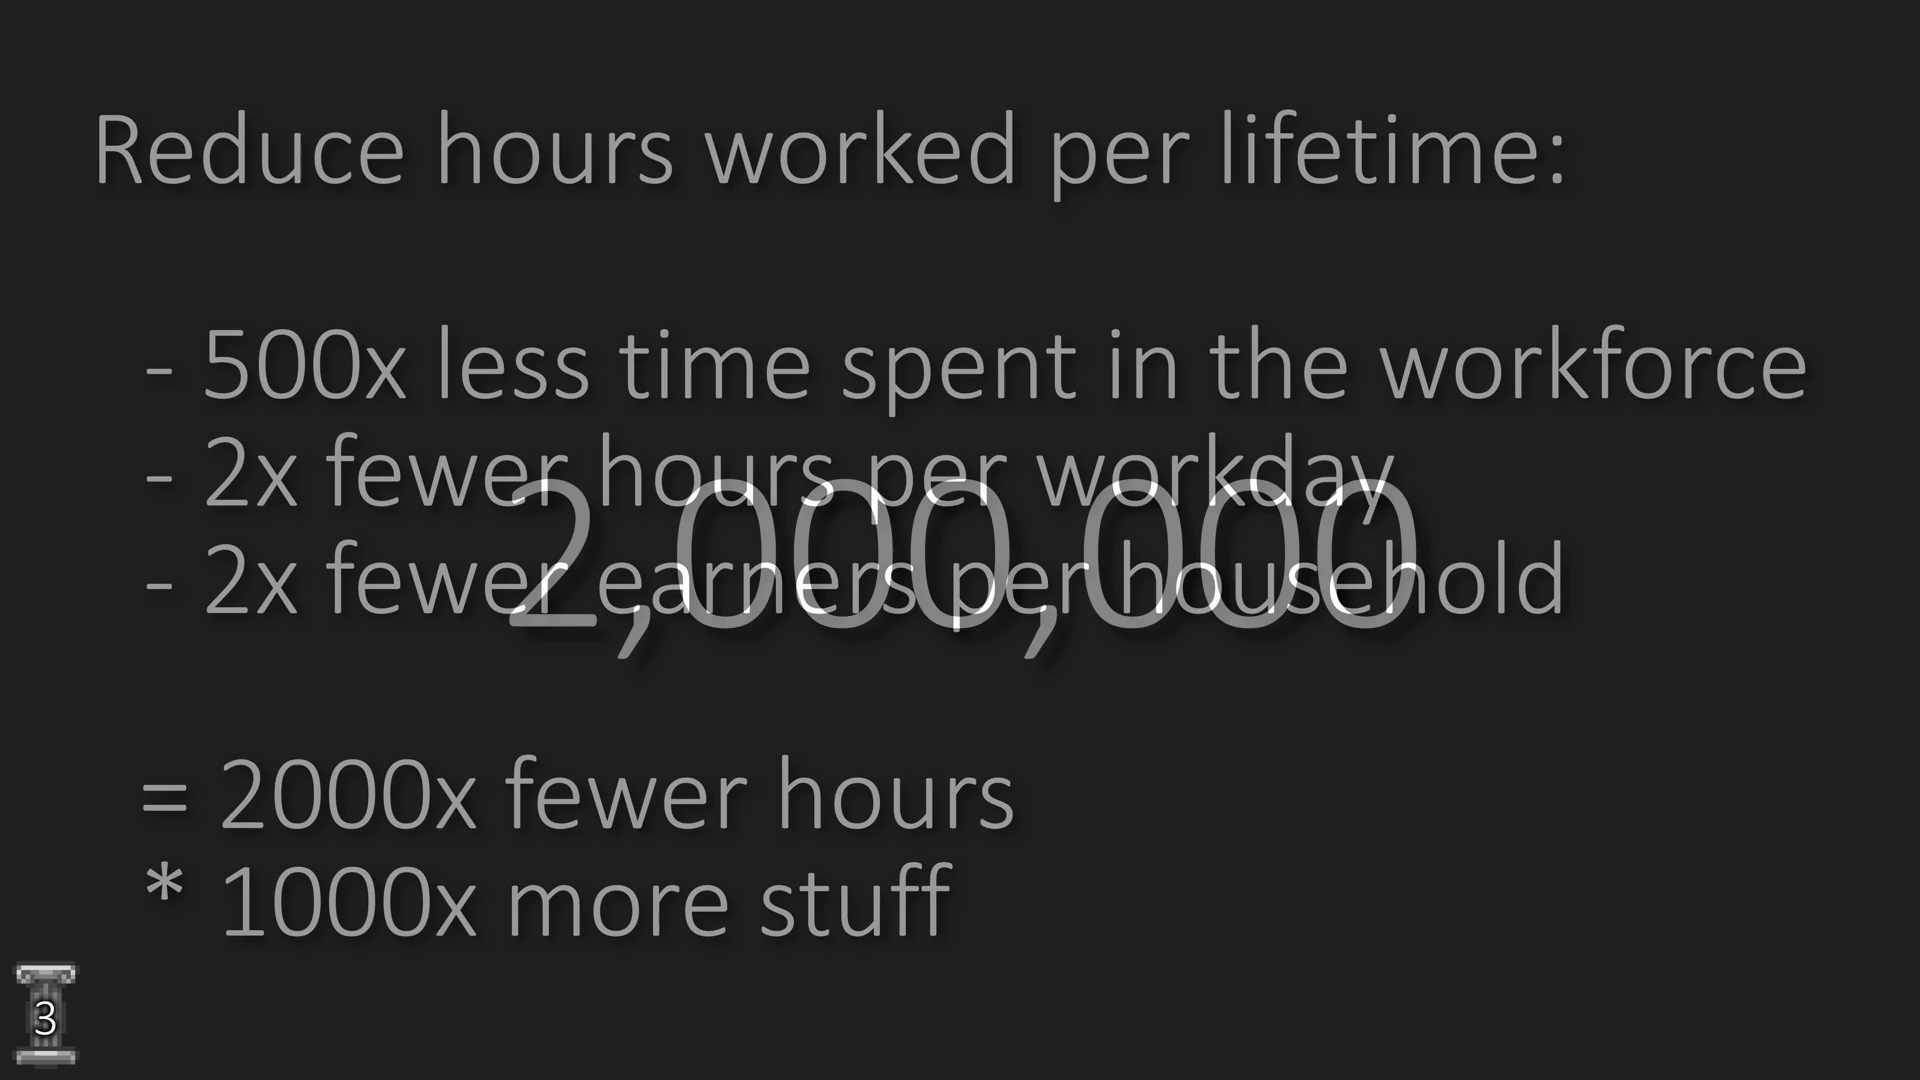 Reduce hours worked per lifetime:
- 500x less time spent in the workforce
- 2x fewer hours per workday
2,000,000
- 2x fewer earners per household
= 2000x fewer hours
* 1000x more stuff
3